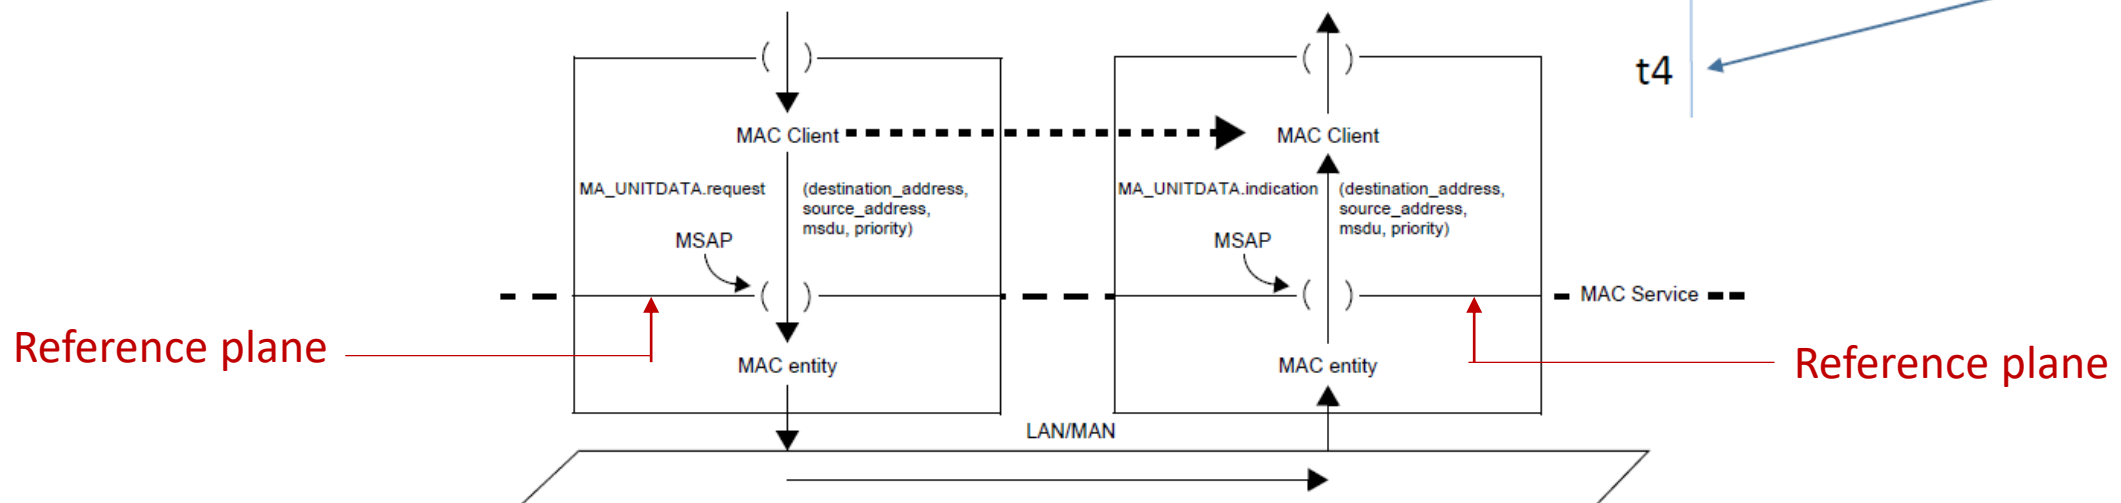 t4
MAC Client
MAC Client
MA_UNITDATA.request
(destination_address,
source_address,
msdu, priority)
MA_UNITDATA.indication
(destination_address,
source_address,
msdu, priority)
MSAP
MSAP
( )
( )
( )
( )
MAC Service
Reference plane
Reference plane
MAC entity
MAC entity
LAN/MAN